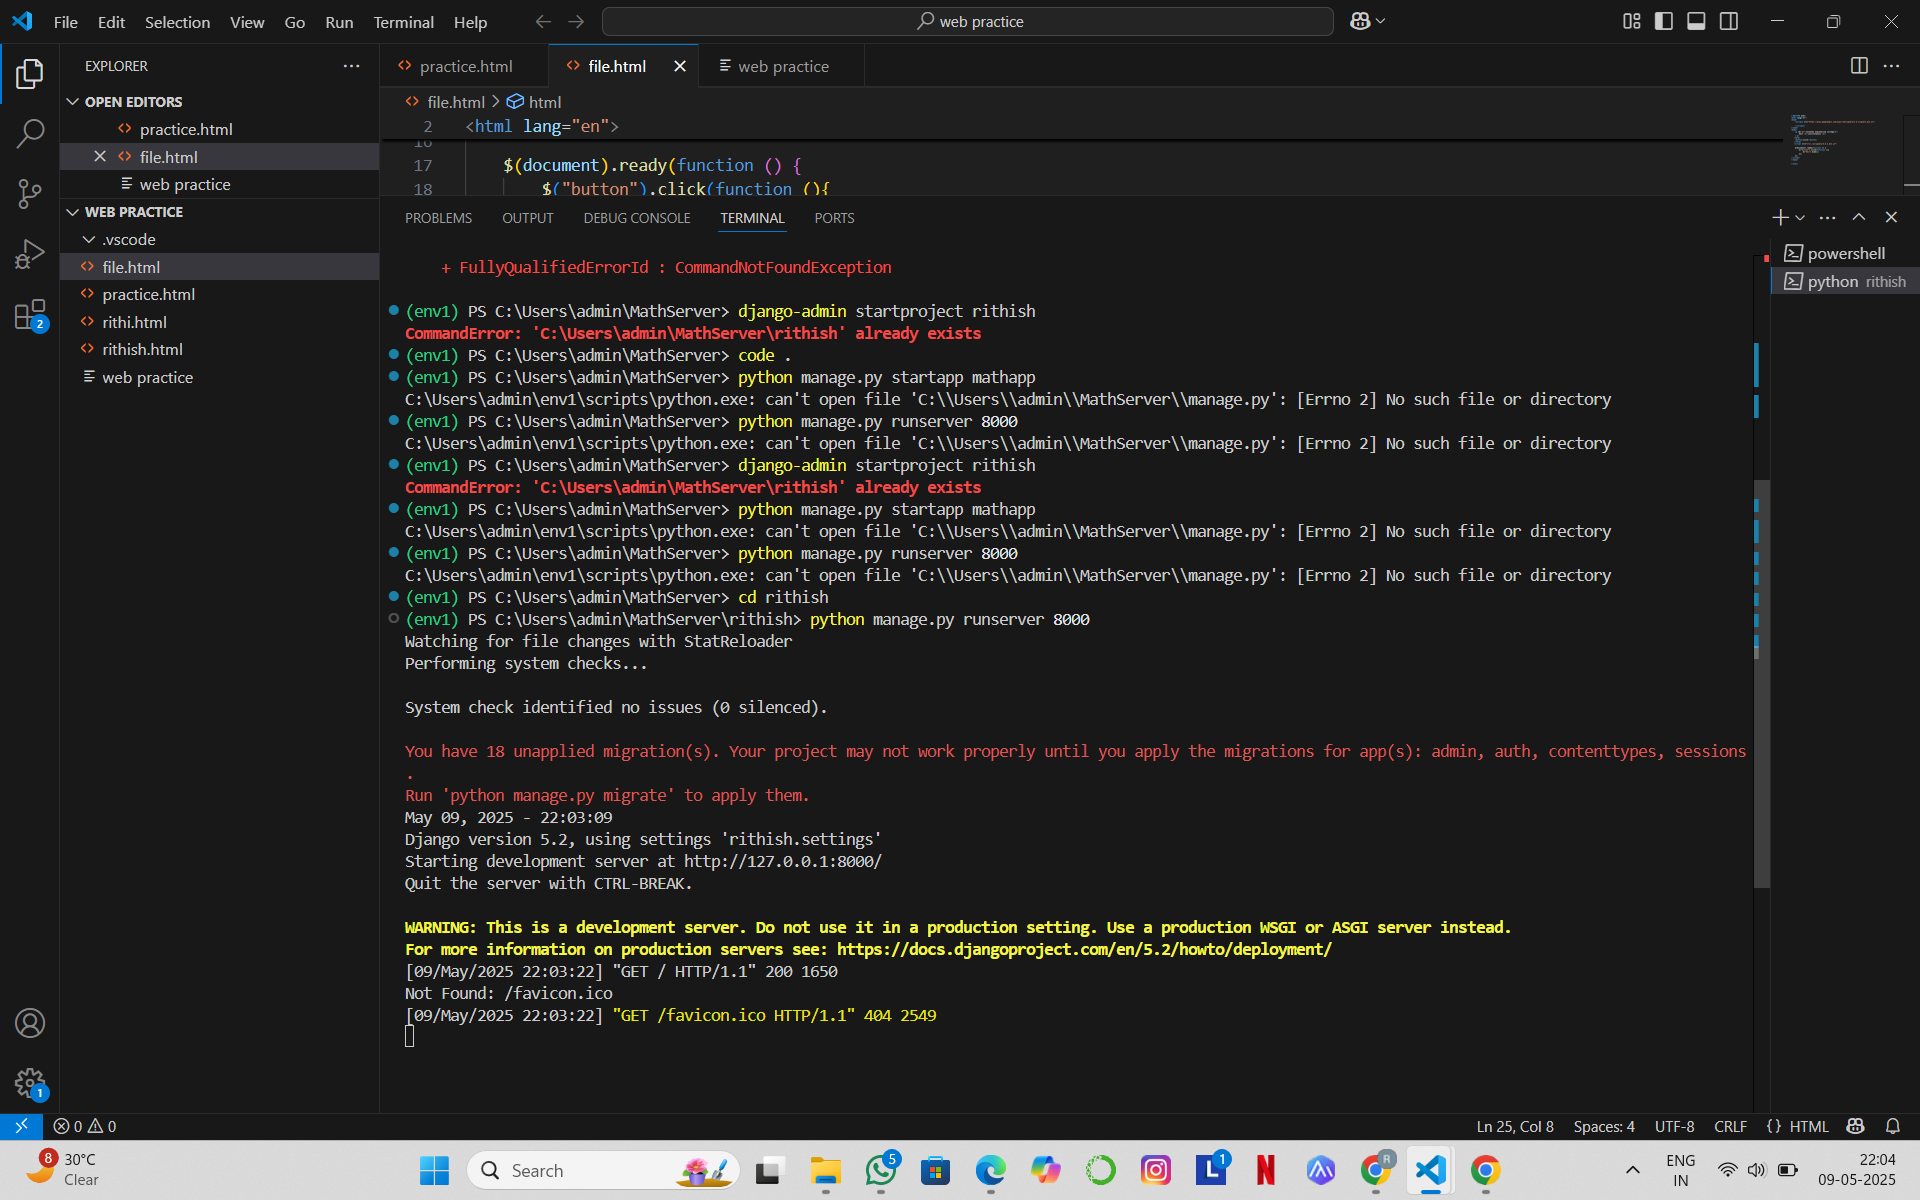 File Edit Selection View Go Run Terminal Help
web practice
EXPLORER
OPEN EDITORS
practice.html
file.html
web practice
WEB PRACTICE
.vscode
file.html
practice.html
rithi.html
rithish.html
web practice
2
practice.html
file.html
web practice
file.html
html
2 <html lang="en">
16
17 $(document).ready(function () {
18 $("button").click(function (){
PROBLEMS OUTPUT DEBUG CONSOLE TERMINAL PORTS
powershell
python rithish
+ FullyQualifiedErrorId : CommandNotFoundException
(env1) PS C:\Users\admin\MathServer> django-admin startproject rithish
CommandError: 'C:\Users\admin\MathServer\rithish' already exists
(env1) PS C:\Users\admin\MathServer> code .
(env1) PS C:\Users\admin\MathServer> python manage.py startapp mathapp
C:\Users\admin\env1\scripts\python.exe: can't open file 'C:\\Users\\admin\\MathServer\\manage.py': [Errno 2] No such file or directory
(env1) PS C:\Users\admin\MathServer> python manage.py runserver 8000
C:\Users\admin\env1\scripts\python.exe: can't open file 'C:\\Users\\admin\\MathServer\\manage.py': [Errno 2] No such file or directory
(env1) PS C:\Users\admin\MathServer> django-admin startproject rithish
CommandError: 'C:\Users\admin\MathServer\rithish' already exists
(env1) PS C:\Users\admin\MathServer> python manage.py startapp mathapp
C:\Users\admin\env1\scripts\python.exe: can't open file 'C:\\Users\\admin\\MathServer\\manage.py': [Errno 2] No such file or directory
(env1) PS C:\Users\admin\MathServer> python manage.py runserver 8000
C:\Users\admin\env1\scripts\python.exe: can't open file 'C:\\Users\\admin\\MathServer\\manage.py': [Errno 2] No such file or directory
(env1) PS C:\Users\admin\MathServer> cd rithish
(env1) PS C:\Users\admin\MathServer\rithish> python manage.py runserver 8000
Watching for file changes with StatReloader
Performing system checks...
System check identified no issues (0 silenced).
You have 18 unapplied migration(s). Your project may not work properly until you apply the migrations for app(s): admin, auth, contenttypes, sessions
.
Run 'python manage.py migrate' to apply them.
May 09, 2025 - 22:03:09
Django version 5.2, using settings 'rithish.settings'
Starting development server at http://127.0.0.1:8000/
Quit the server with CTRL-BREAK.
WARNING: This is a development server. Do not use it in a production setting. Use a production WSGI or ASGI server instead.
For more information on production servers see: https://docs.djangoproject.com/en/5.2/howto/deployment/
[09/May/2025 22:03:22] "GET / HTTP/1.1" 200 1650
Not Found: /favicon.ico
[09/May/2025 22:03:22] "GET /favicon.ico HTTP/1.1" 404 2549
1
0 0
Ln 25, Col 8 Spaces: 4 UTF-8 CRLF {} HTML
8
30°C
Clear
Search
5
L 1
N
R
ENG
IN
22:04
09-05-2025